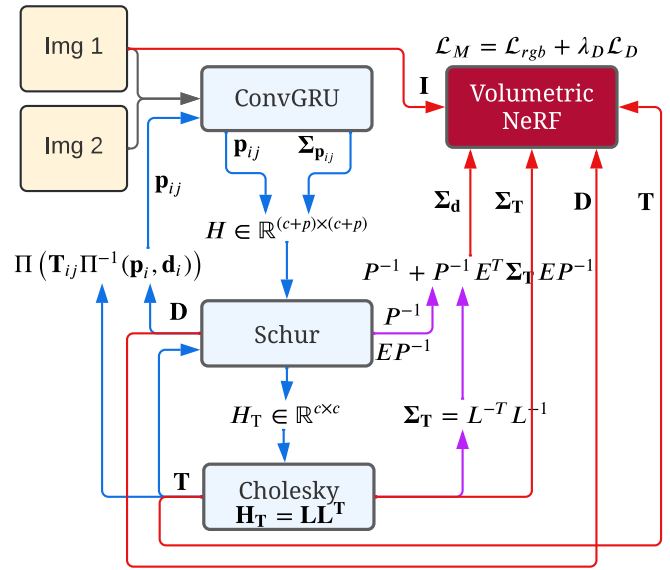 Img 1
Img 2
ConvGRU
ℒ_M = ℒ_rgb + λ_D ℒ_D
I
Volumetric
NeRF
p_ij
Σ_p_ij
p_ij
Σ_d
Σ_T
D
T
H ∈ ℝ^(c+p)×(c+p)
Π (T_ij Π^−1(p_i, d_i))
P^−1 + P^−1 E^T Σ_T EP^−1
D
Schur
P^−1
EP^−1
H_T ∈ ℝ^c×c
Σ_T = L^−T L^−1
T
Cholesky
H_T = LL^T